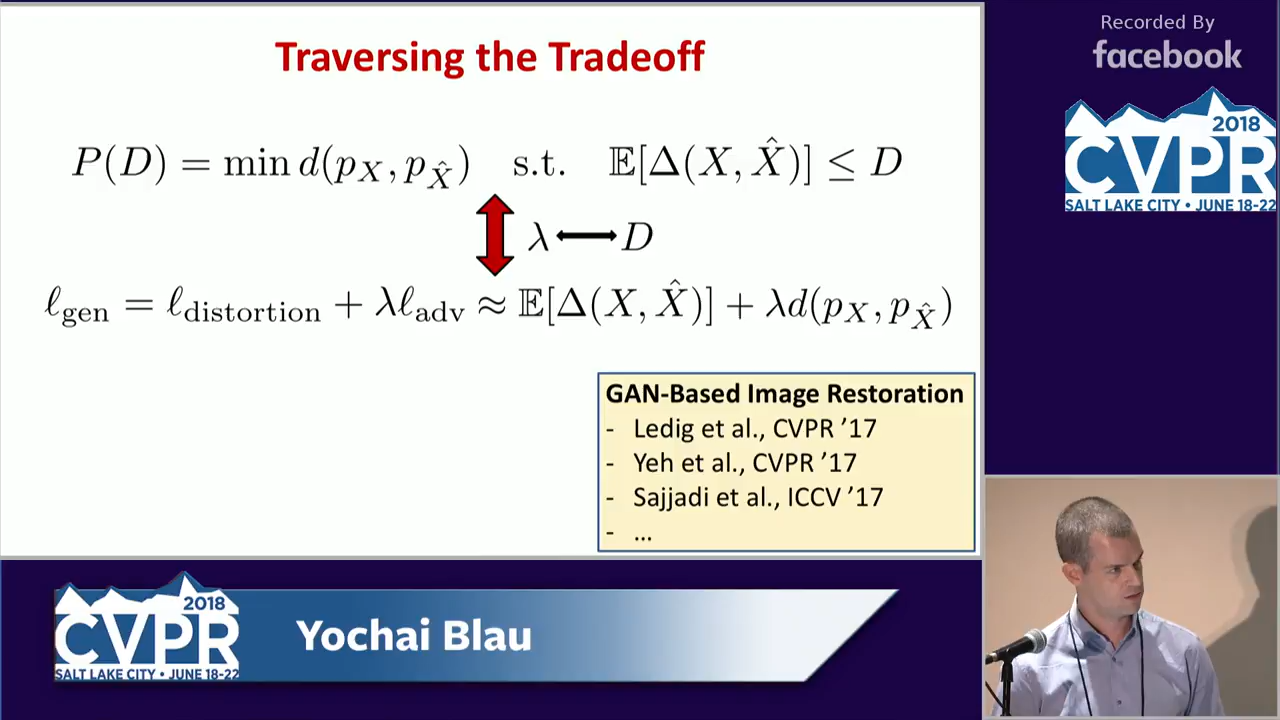 Traversing the Tradeoff
P(D) = min d(p_X, p_X̂) s.t. 𝔼[Δ(X, X̂)] ≤ D
λ ⟷ D
ℓ_gen = ℓ_distortion + λℓ_adv ≈ 𝔼[Δ(X, X̂)] + λd(p_X, p_X̂)
GAN-Based Image Restoration
- Ledig et al., CVPR ’17
- Yeh et al., CVPR ’17
- Sajjadi et al., ICCV ’17
- ...
Recorded By
facebook
2018
CVPR
SALT LAKE CITY • JUNE 18-22
2018
CVPR
SALT LAKE CITY • JUNE 18-22
Yochai Blau